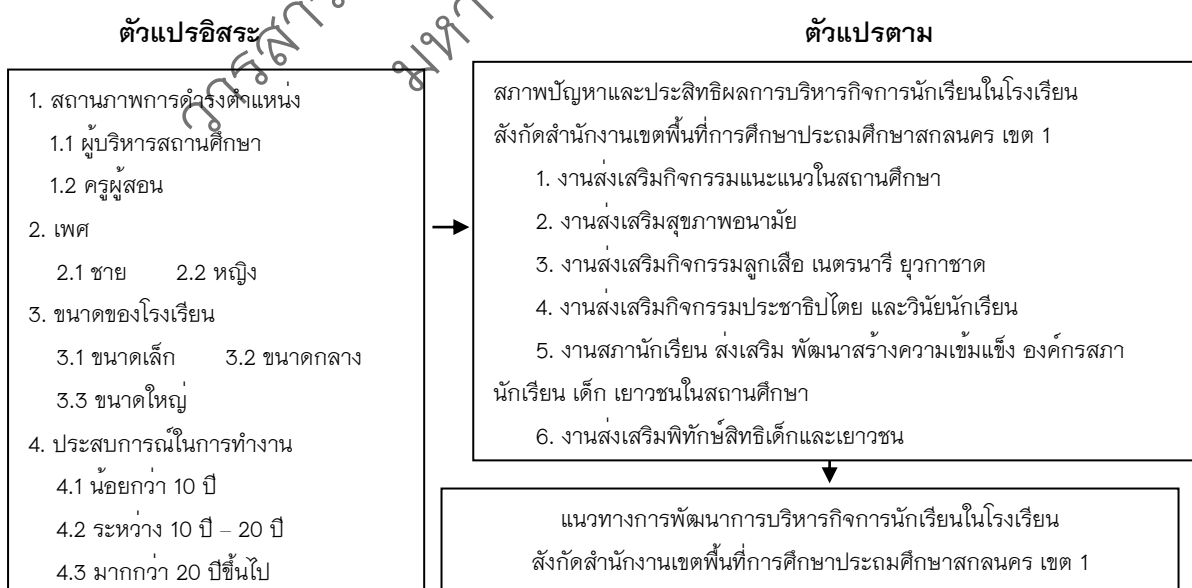 ตัวแปรอิสระ
1. สถานภาพการดำรงตำแหน่ง
1.1 ผู้บริหารสถานศึกษา
1.2 ครูผู้สอน
2. เพศ
2.1 ชาย 2.2 หญิง
3. ขนาดของโรงเรียน
3.1 ขนาดเล็ก 3.2 ขนาดกลาง
3.3 ขนาดใหญ่
4. ประสบการณ์ในการทำงาน
4.1 น้อยกว่า 10 ปี
4.2 ระหว่าง 10 ปี – 20 ปี
4.3 มากกว่า 20 ปีขึ้นไป
ตัวแปรตาม
สภาพปัญหาและประสิทธิผลการบริหารกิจการนักเรียนในโรงเรียน
สังกัดสำนักงานเขตพื้นที่การศึกษาประถมศึกษาสกลนคร เขต 1
1. งานส่งเสริมกิจกรรมแนะแนวในสถานศึกษา
2. งานส่งเสริมสุขภาพอนามัย
3. งานส่งเสริมกิจกรรมลูกเสือ เนตรนารี ยุวกาชาด
4. งานส่งเสริมกิจกรรมประชาธิปไตย และวินัยนักเรียน
5. งานสภานักเรียน ส่งเสริม พัฒนาสร้างความเข้มแข็ง องค์กรสภา
นักเรียน เด็ก เยาวชนในสถานศึกษา
6. งานส่งเสริมพิทักษ์สิทธิเด็กและเยาวชน
แนวทางการพัฒนาการบริหารกิจการนักเรียนในโรงเรียน
สังกัดสำนักงานเขตพื้นที่การศึกษาประถมศึกษาสกลนคร เขต 1